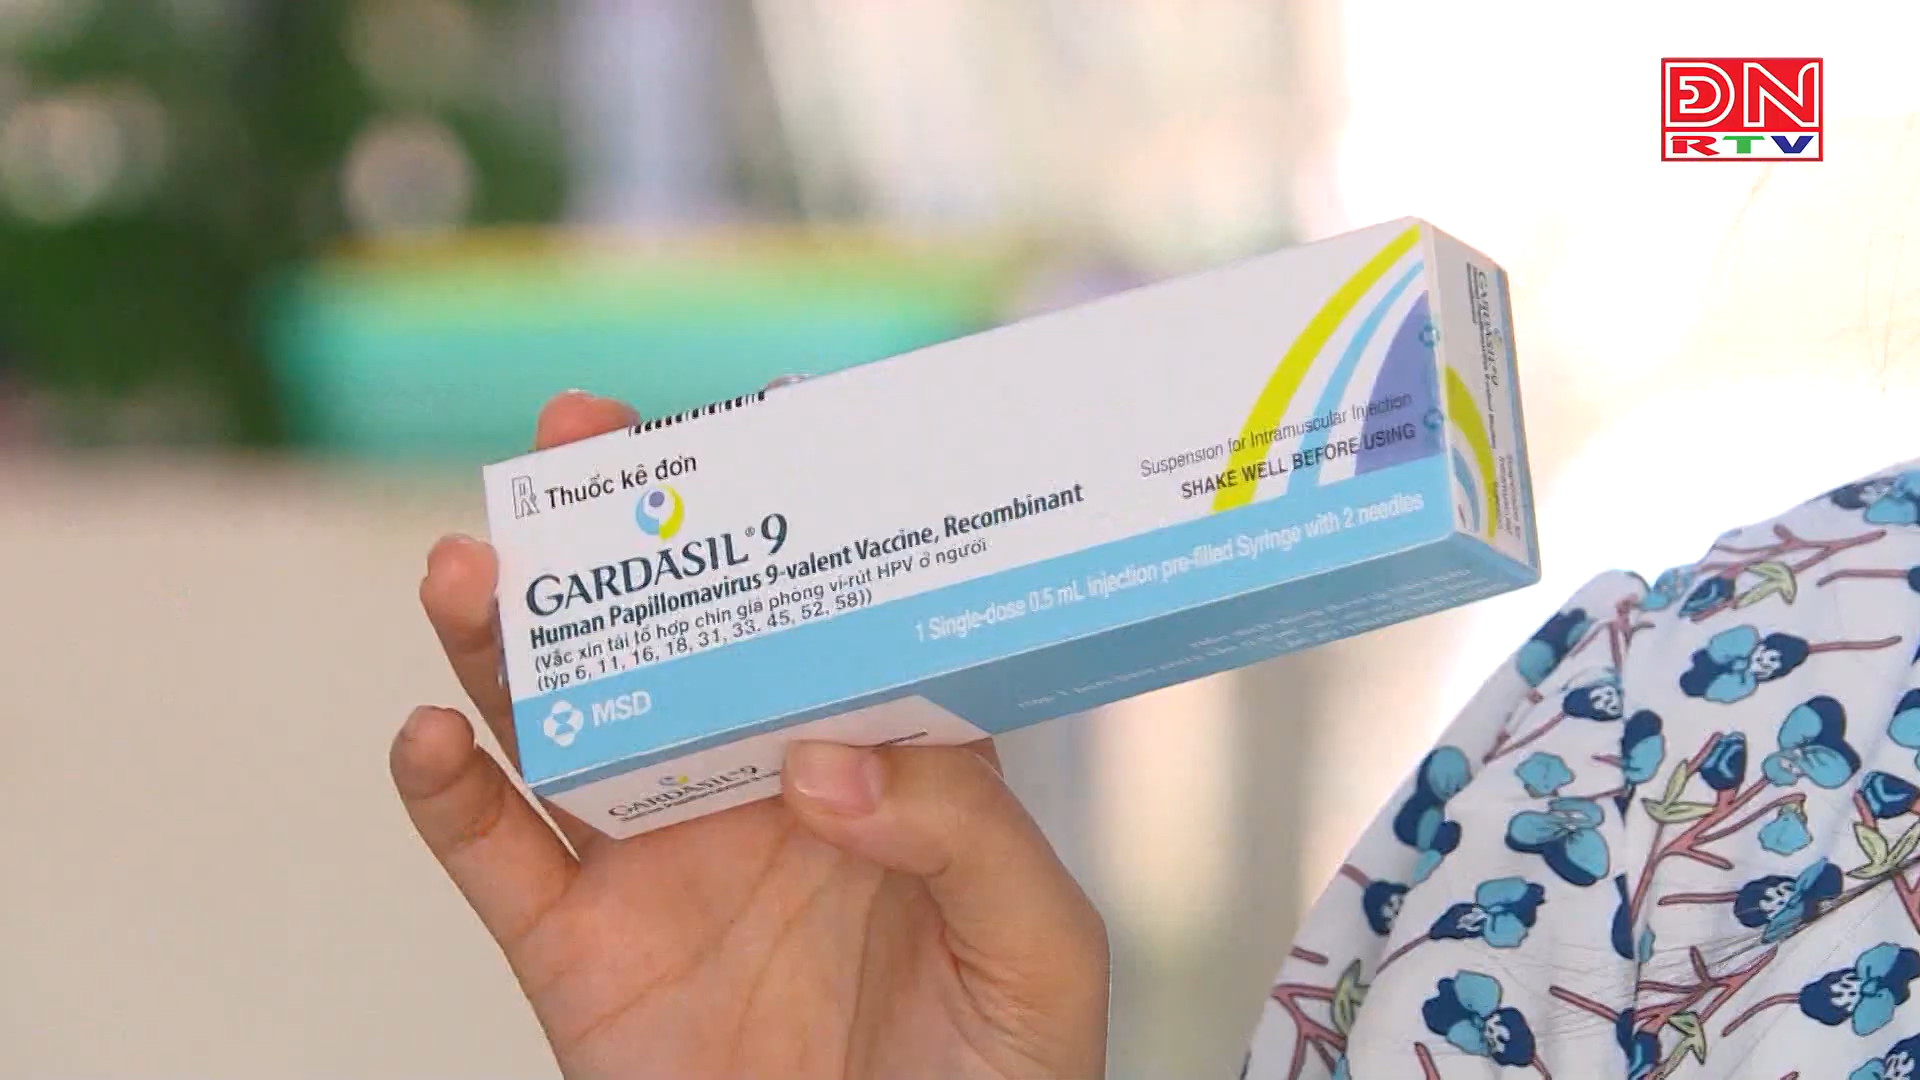 ĐN
RTV
Rx Thuốc kê đơn
GARDASIL® 9
Human Papillomavirus 9-valent Vaccine, Recombinant
(Vắc xin tái tổ hợp chín giá phòng vi-rút HPV ở người
(týp 6, 11, 16, 18, 31, 33. 45, 52, 58))
MSD
Suspension for Intramuscular Injection
SHAKE WELL BEFORE USING
1 Single-dose 0.5 mL injection pre-filled Syringe with 2 needles
GARDASIL®9
GARDASIL®9